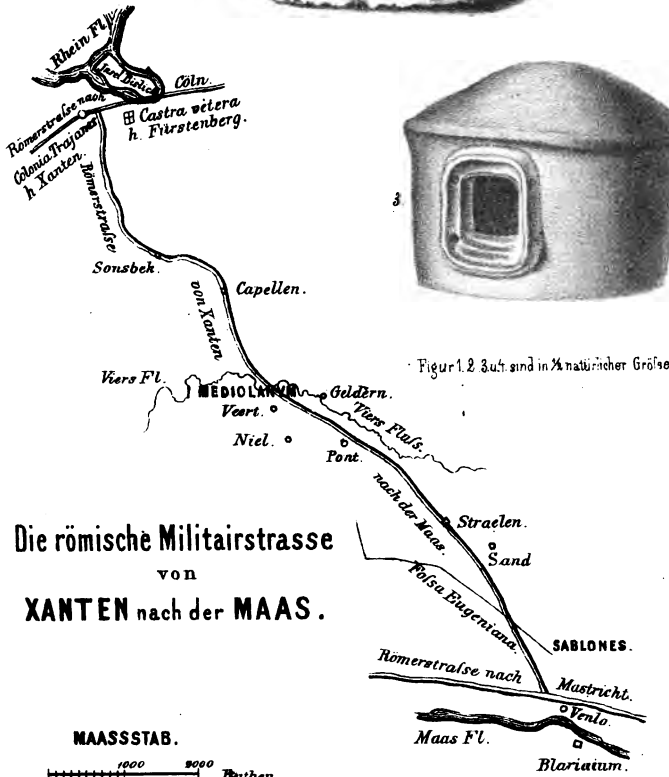 Rhein Fl.
Insel Birlich
Cöln.
Römerstraſse nach
Colonia Trajana
h Xanten.
Castra vetera
h. Fürstenberg.
Römerstraſse
Sonsbek.
Capellen.
von Xanten
3.
Figur 1. 2. 3. u. 4. sind in ¼ natürlicher Gröſse
Viers Fl.
MEDIOLANUM
Geldern.
Veert.
Viers Fluſs.
Niel.
Pont.
nach der Maas.
Straelen.
Sand
Die römische Militairstrasse
von
XANTEN nach der MAAS.
Foſsa Eugeniana.
SABLONES.
Römerstraſse nach
Mastricht.
Venlo.
Maas Fl.
Blariaium.
MAASSSTAB.
1000 2000
Ruthen